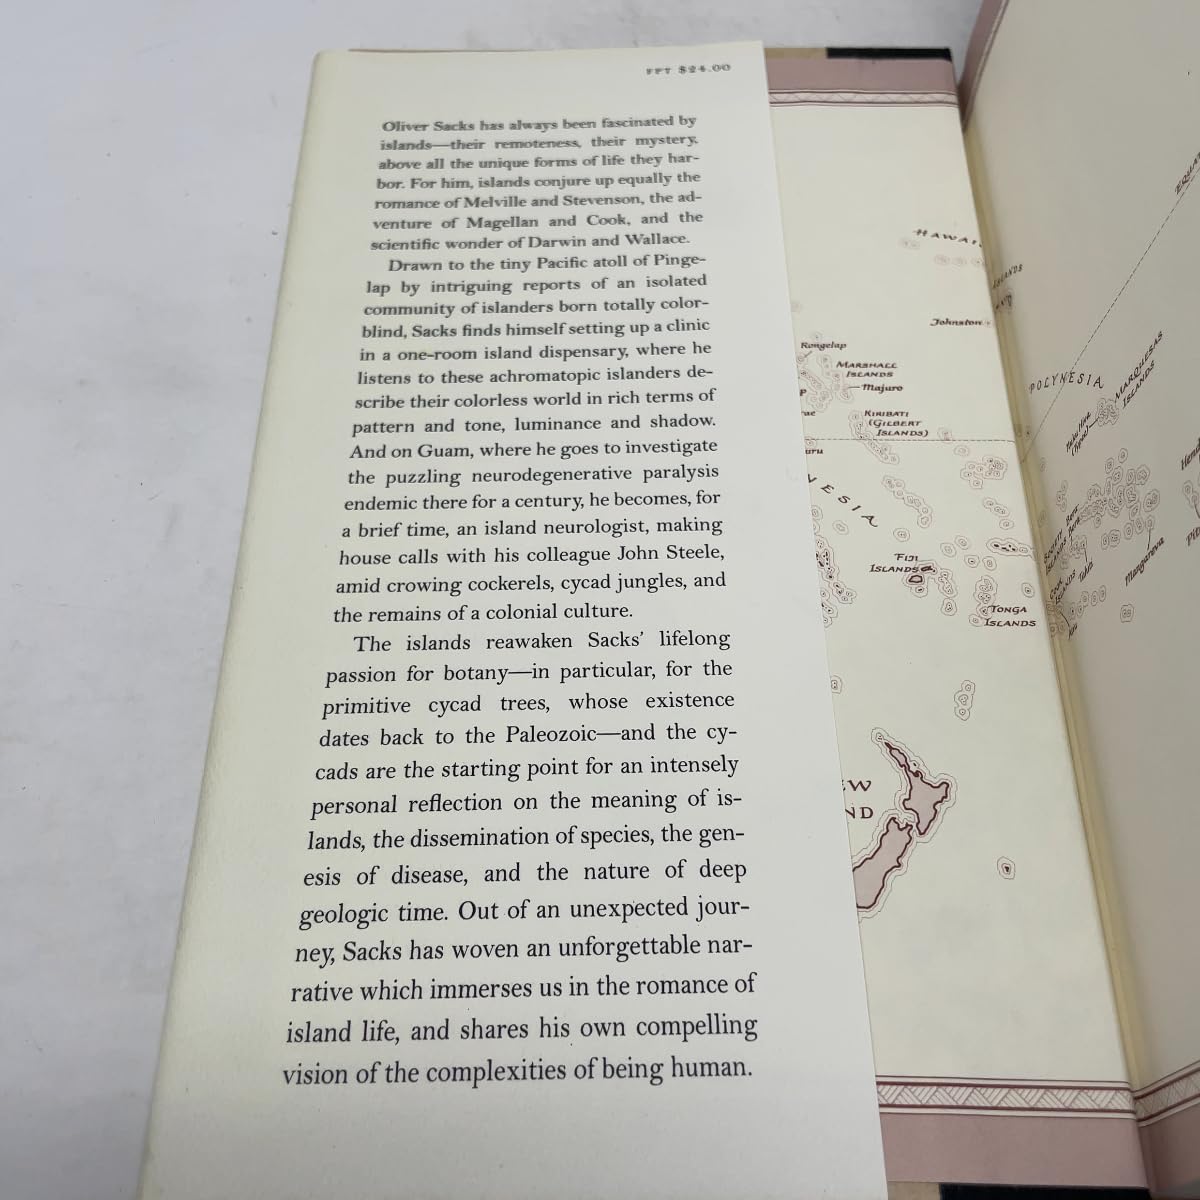 FPT $24.00
Oliver Sacks has always been fascinated by
islands—their remoteness, their mystery,
above all the unique forms of life they har-
bor. For him, islands conjure up equally the
romance of Melville and Stevenson, the ad-
venture of Magellan and Cook, and the
scientific wonder of Darwin and Wallace.
Drawn to the tiny Pacific atoll of Pinge-
lap by intriguing reports of an isolated
community of islanders born totally color-
blind, Sacks finds himself setting up a clinic
in a one-room island dispensary, where he
listens to these achromatopic islanders de-
scribe their colorless world in rich terms of
pattern and tone, luminance and shadow.
And on Guam, where he goes to investigate
the puzzling neurodegenerative paralysis
endemic there for a century, he becomes, for
a brief time, an island neurologist, making
house calls with his colleague John Steele,
amid crowing cockerels, cycad jungles, and
the remains of a colonial culture.
The islands reawaken Sacks' lifelong
passion for botany—in particular, for the
primitive cycad trees, whose existence
dates back to the Paleozoic—and the cy-
cads are the starting point for an intensely
personal reflection on the meaning of is-
lands, the dissemination of species, the gen-
esis of disease, and the nature of deep
geologic time. Out of an unexpected jour-
ney, Sacks has woven an unforgettable nar-
rative which immerses us in the romance of
island life, and shares his own compelling
vision of the complexities of being human.
HAWAI
ISLANDS
Johnston
Rongelap
MARSHALL
ISLANDS
Majuro
KIRIBATI
(GILBERT
ISLANDS)
uru
NESIA
FIJI
ISLANDS
TONGA
ISLANDS
EW
ND
EQUAT
POLYNESIA
MARQUESAS
ISLANDS
Mangareva
Hend
Pit